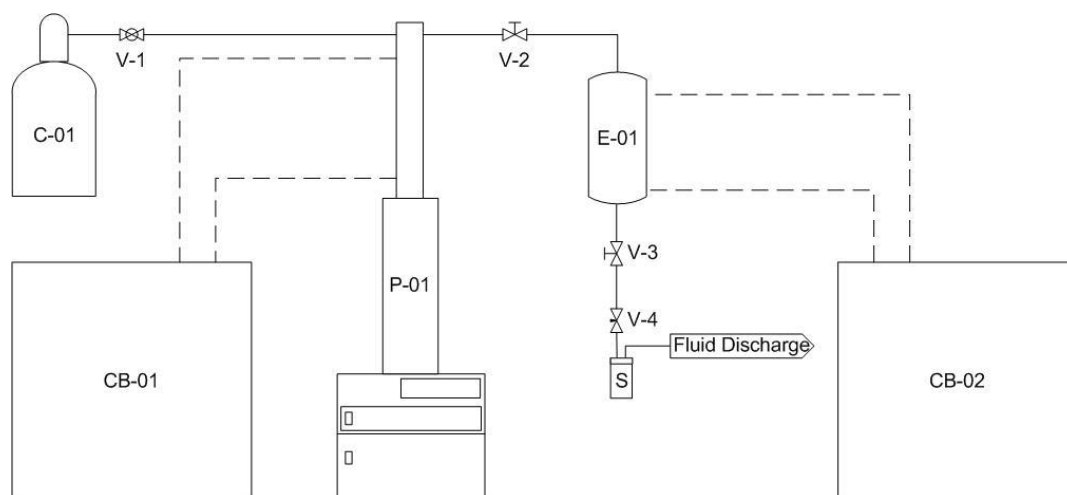 V-1
V-2
C-01
E-01
V-3
P-01
V-4
Fluid Discharge
CB-01
S
CB-02